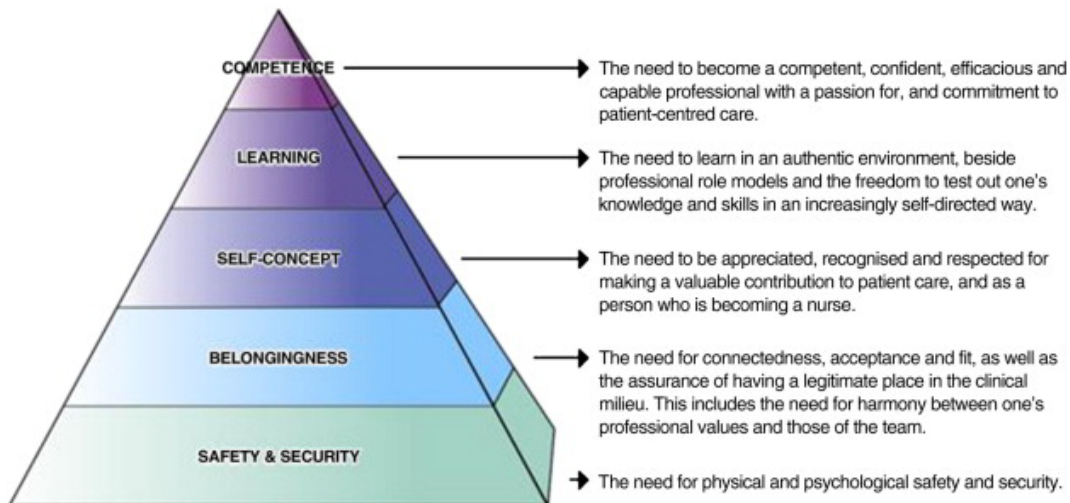 COMPETENCE
The need to become a competent, confident, efficacious and
capable professional with a passion for, and commitment to
patient-centred care.
LEARNING
The need to learn in an authentic environment, beside
professional role models and the freedom to test out one's
knowledge and skills in an increasingly self-directed way.
SELF-CONCEPT
The need to be appreciated, recognised and respected for
making a valuable contribution to patient care, and as a
person who is becoming a nurse.
BELONGINGNESS
The need for connectedness, acceptance and fit, as well as
the assurance of having a legitimate place in the clinical
milieu. This includes the need for harmony between one's
professional values and those of the team.
SAFETY & SECURITY
The need for physical and psychological safety and security.